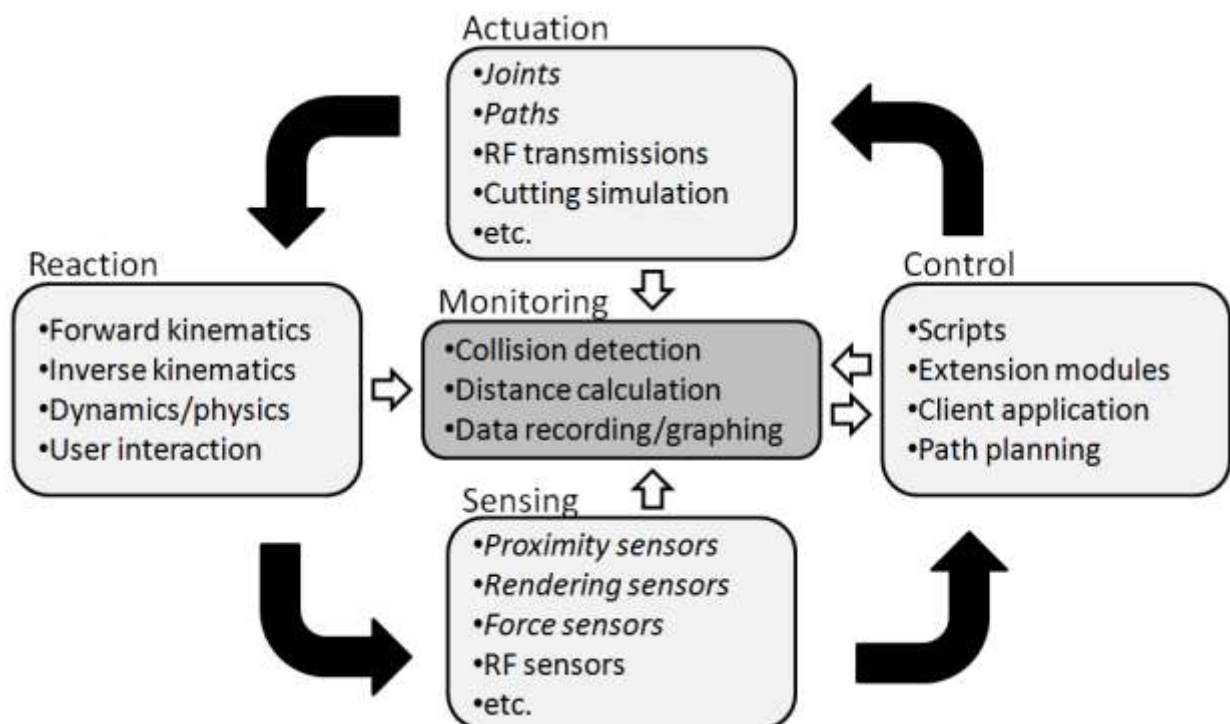 Actuation
•Joints
•Paths
•RF transmissions
•Cutting simulation
•etc.
Reaction
•Forward kinematics
•Inverse kinematics
•Dynamics/physics
•User interaction
Monitoring
•Collision detection
•Distance calculation
•Data recording/graphing
Control
•Scripts
•Extension modules
•Client application
•Path planning
Sensing
•Proximity sensors
•Rendering sensors
•Force sensors
•RF sensors
•etc.